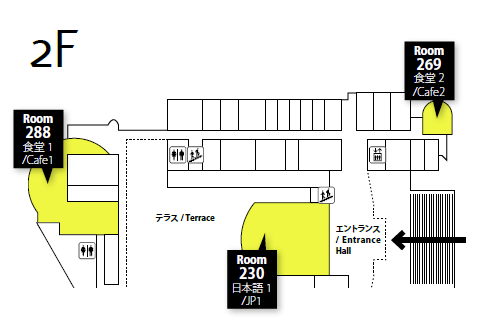 2F
Room
269
食堂 2
/Cafe2
Room
288
食堂 1
/Cafe1
テラス / Terrace
エントランス
/ Entrance
Hall
Room
230
日本語 1
/JP1